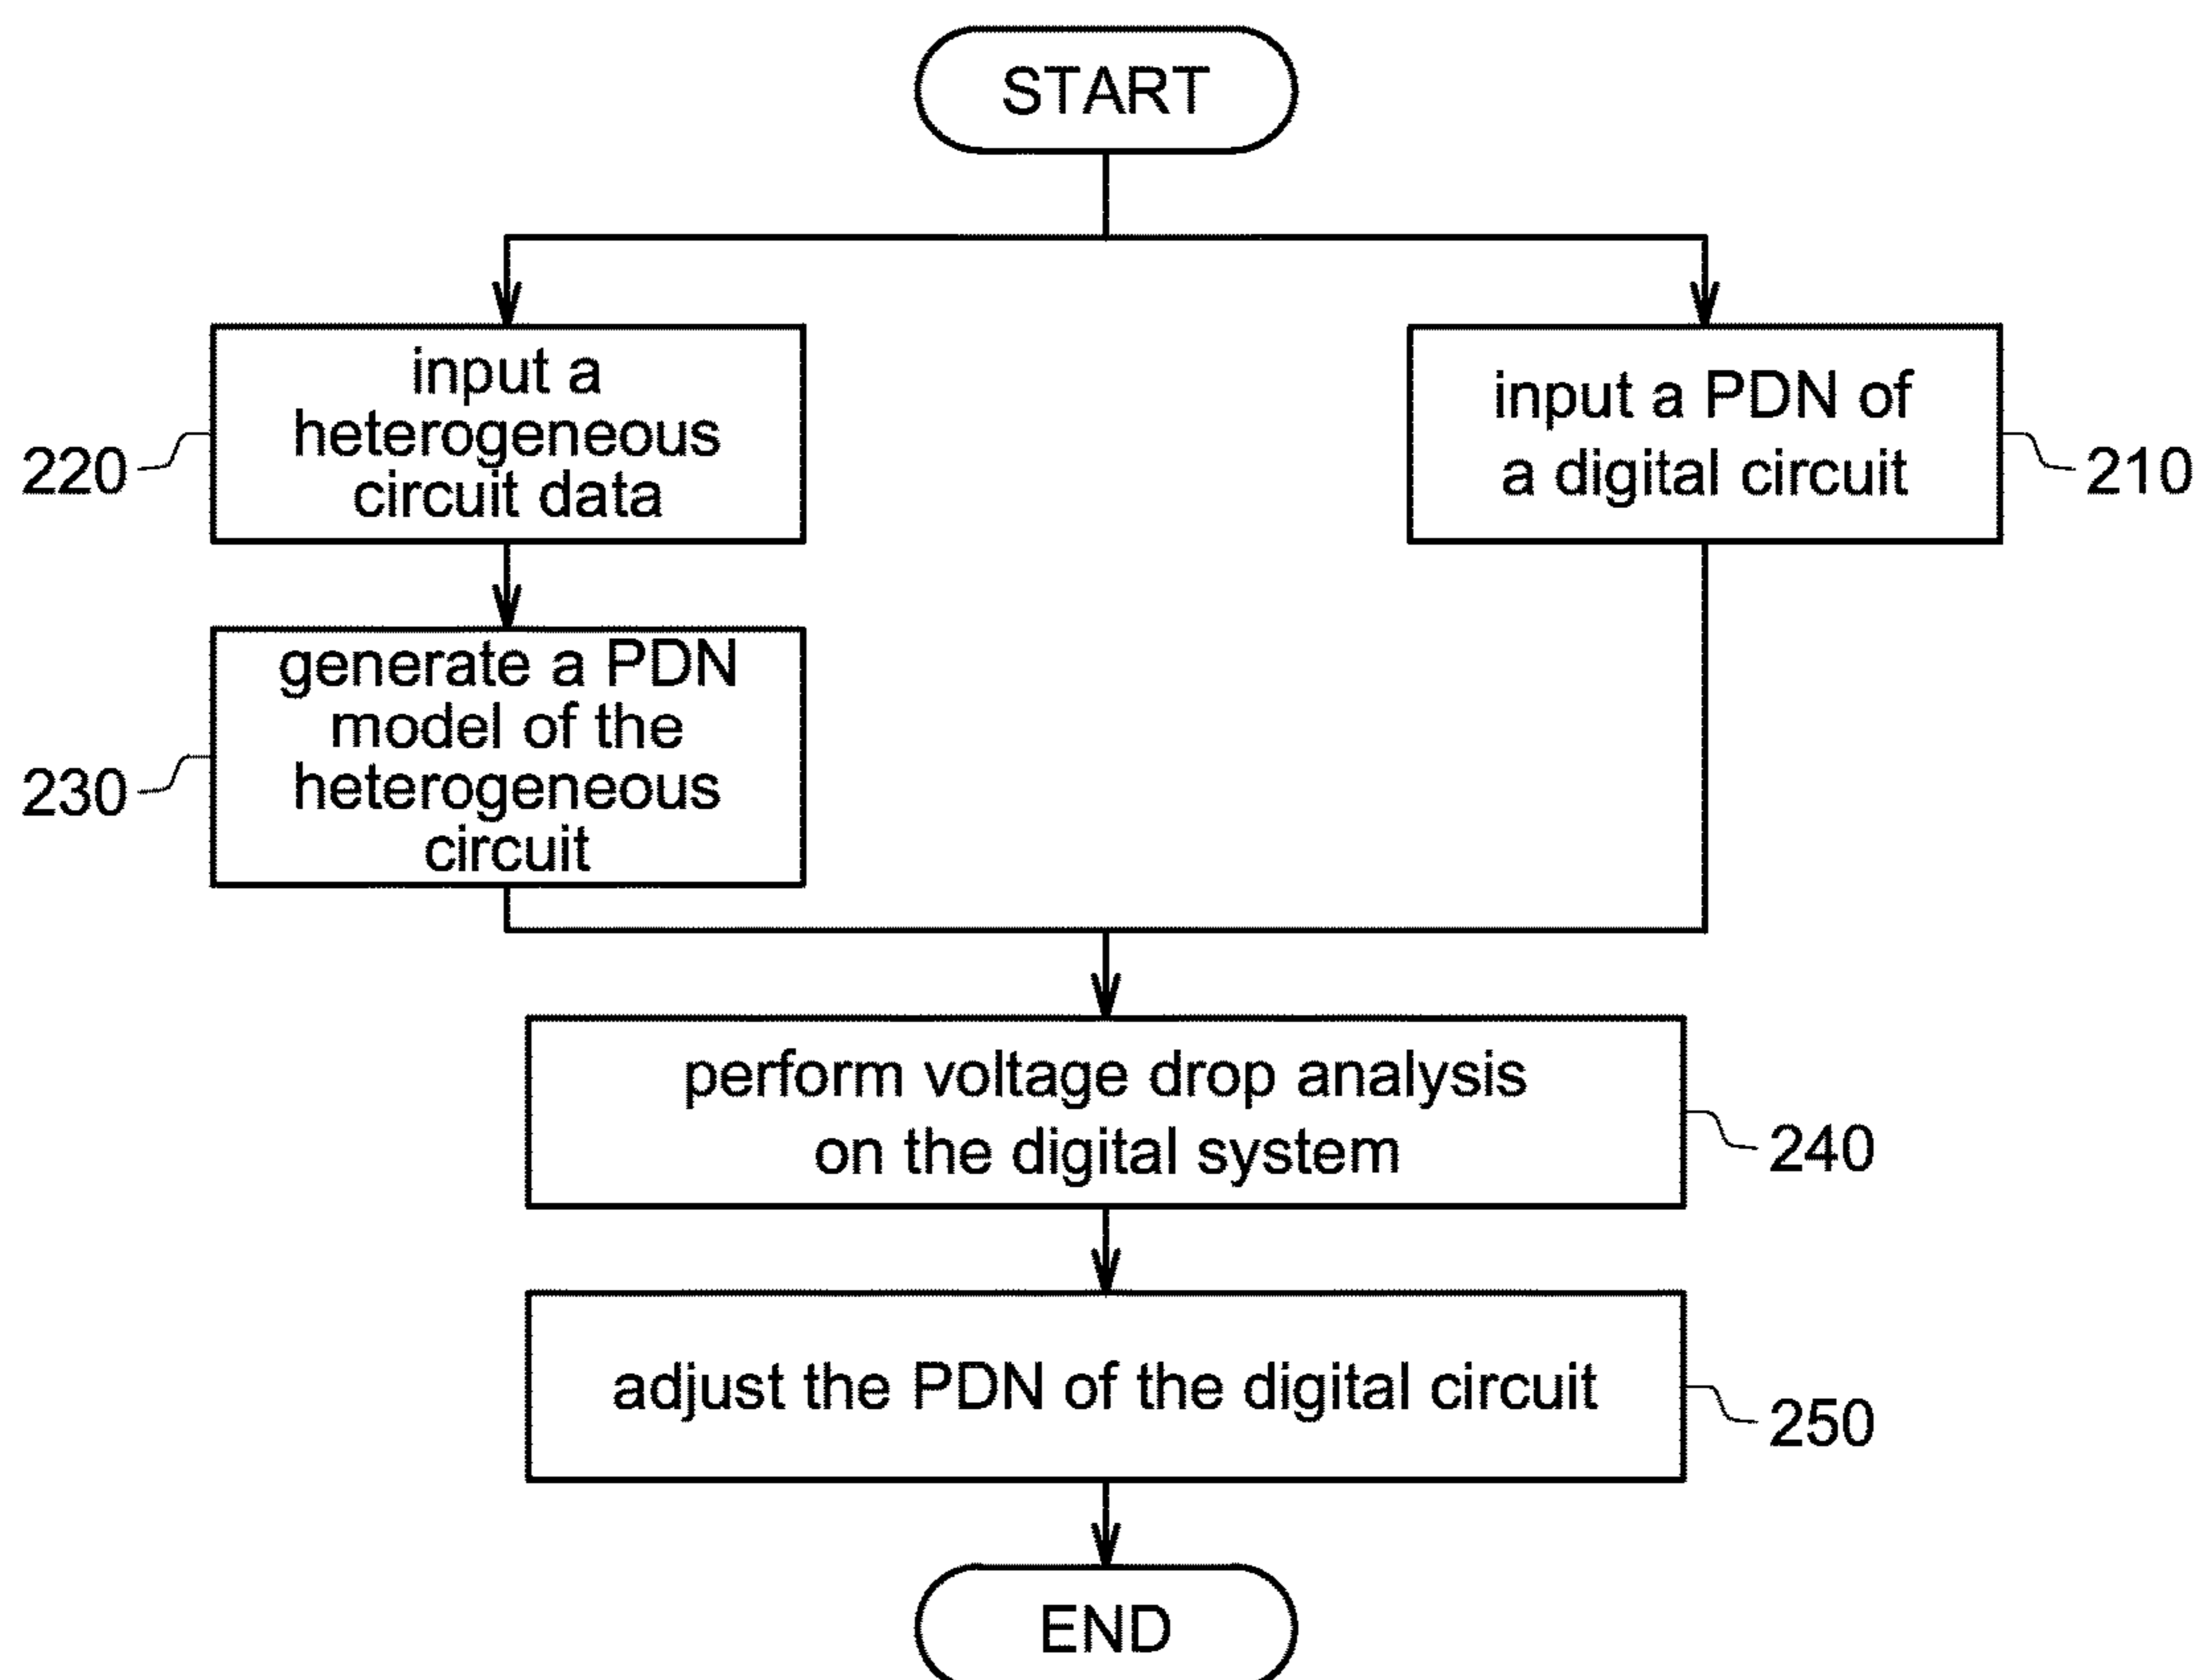 START
input a
heterogeneous
circuit data
220
input a PDN of
a digital circuit
210
generate a PDN
model of the
heterogeneous
circuit
230
perform voltage drop analysis
on the digital system
240
adjust the PDN of the digital circuit
250
END